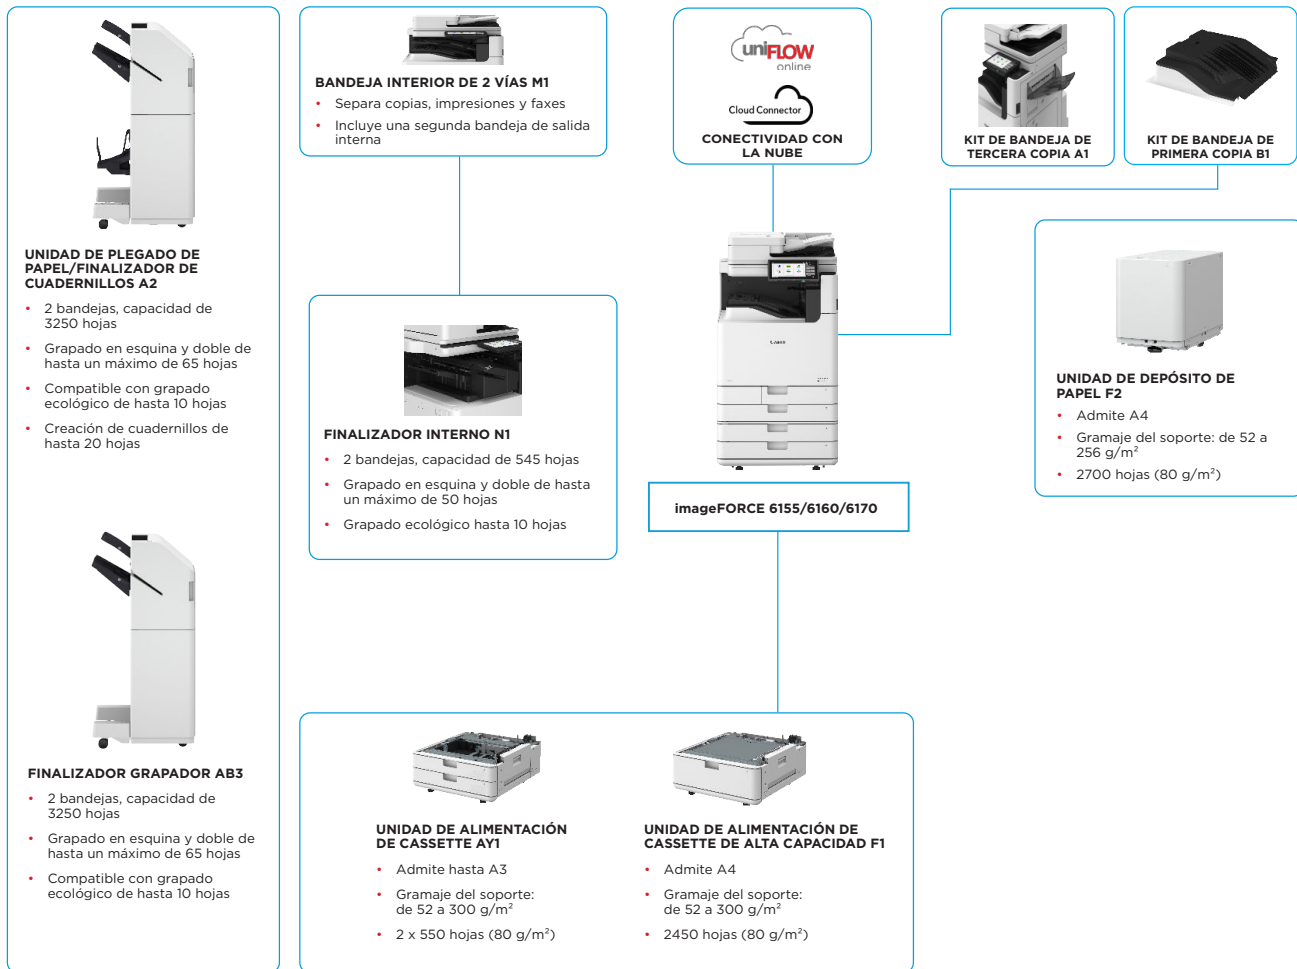 UNIDAD DE PLEGADO DE
PAPEL/FINALIZADOR DE
CUADERNILLOS A2
• 2 bandejas, capacidad de
3250 hojas
• Grapado en esquina y doble de
hasta un máximo de 65 hojas
• Compatible con grapado
ecológico de hasta 10 hojas
• Creación de cuadernillos de
hasta 20 hojas
FINALIZADOR GRAPADOR AB3
• 2 bandejas, capacidad de
3250 hojas
• Grapado en esquina y doble de
hasta un máximo de 65 hojas
• Compatible con grapado
ecológico de hasta 10 hojas
BANDEJA INTERIOR DE 2 VÍAS M1
• Separa copias, impresiones y faxes
• Incluye una segunda bandeja de salida
interna
FINALIZADOR INTERNO N1
• 2 bandejas, capacidad de 545 hojas
• Grapado en esquina y doble de hasta
un máximo de 50 hojas
• Grapado ecológico hasta 10 hojas
uniFLOW
online
Cloud Connector
CONECTIVIDAD CON
LA NUBE
KIT DE BANDEJA DE
TERCERA COPIA A1
KIT DE BANDEJA DE
PRIMERA COPIA B1
Canon
imageFORCE 6155/6160/6170
UNIDAD DE DEPÓSITO DE
PAPEL F2
• Admite A4
• Gramaje del soporte: de 52 a
256 g/m²
• 2700 hojas (80 g/m²)
UNIDAD DE ALIMENTACIÓN
DE CASSETTE AY1
• Admite hasta A3
• Gramaje del soporte:
de 52 a 300 g/m²
• 2 x 550 hojas (80 g/m²)
UNIDAD DE ALIMENTACIÓN DE
CASSETTE DE ALTA CAPACIDAD F1
• Admite A4
• Gramaje del soporte:
de 52 a 300 g/m²
• 2450 hojas (80 g/m²)